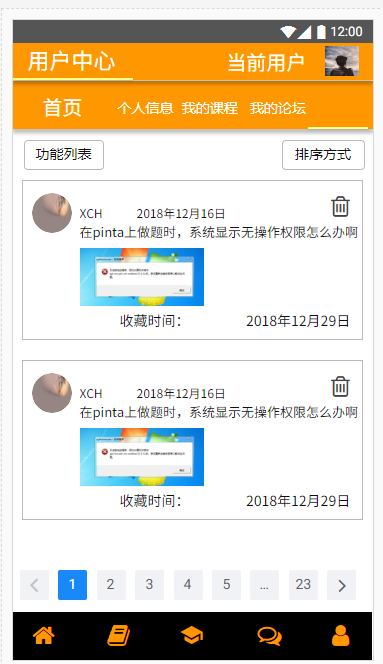 12:00
用户中心 当前用户
首页 个人信息 我的课程 我的论坛
功能列表 排序方式
XCH 2018年12月16日
在pinta上做题时，系统显示无操作权限怎么办啊
收藏时间： 2018年12月29日
XCH 2018年12月16日
在pinta上做题时，系统显示无操作权限怎么办啊
收藏时间： 2018年12月29日
< 1 2 3 4 5 ... 23 >